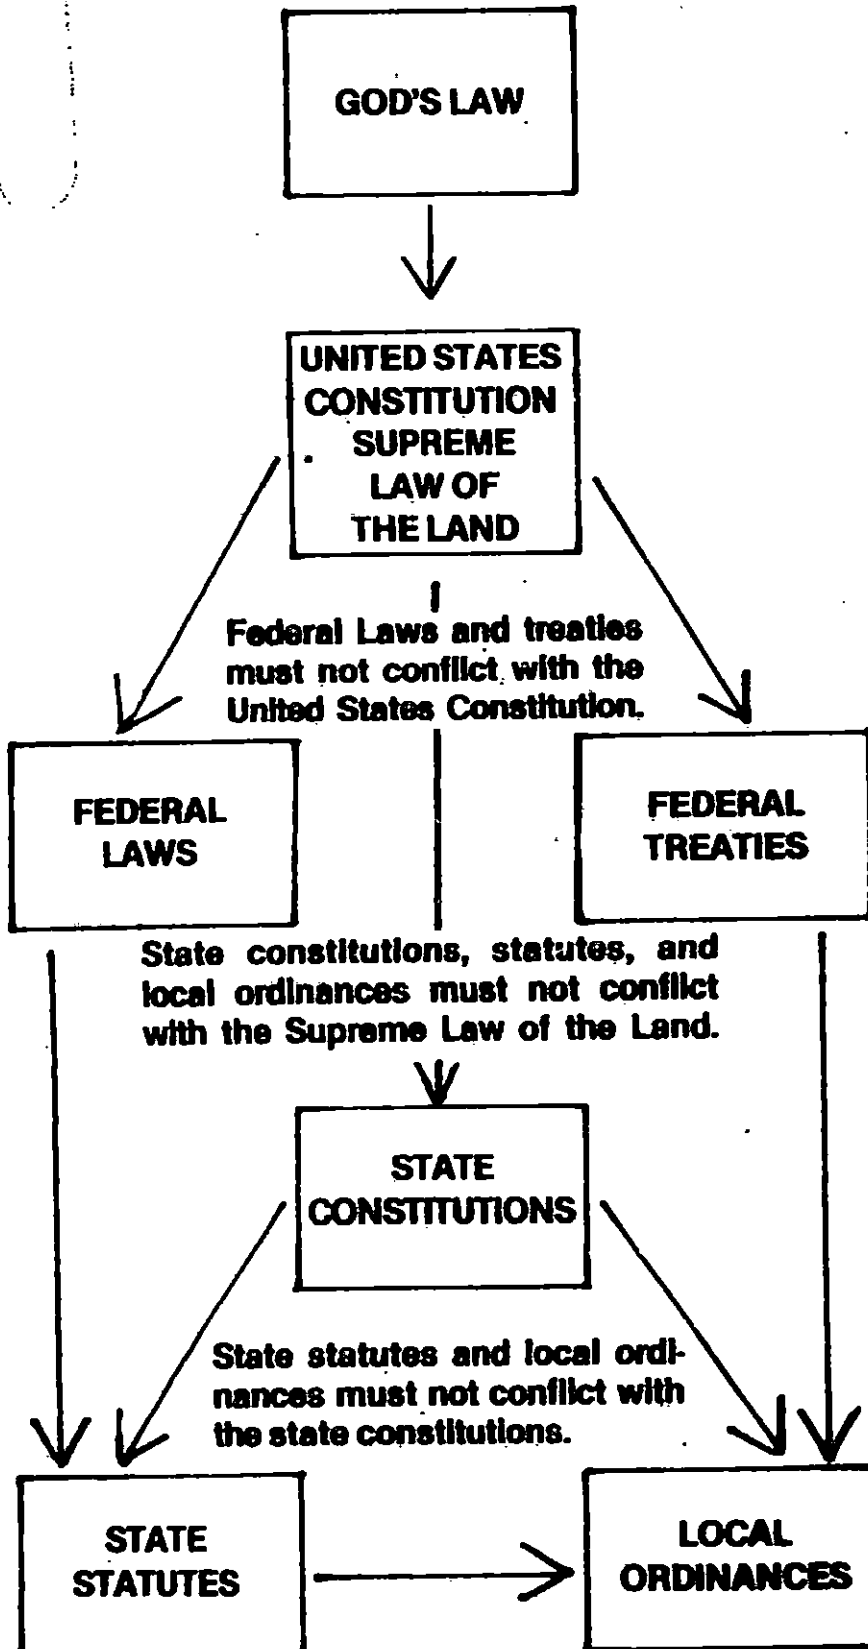 GOD'S LAW
UNITED STATES
CONSTITUTION
SUPREME
LAW OF
THE LAND
Federal Laws and treaties
must not conflict with the
United States Constitution.
FEDERAL
LAWS
FEDERAL
TREATIES
State constitutions, statutes, and
local ordinances must not conflict
with the Supreme Law of the Land.
STATE
CONSTITUTIONS
State statutes and local ordi-
nances must not conflict with
the state constitutions.
STATE
STATUTES
LOCAL
ORDINANCES